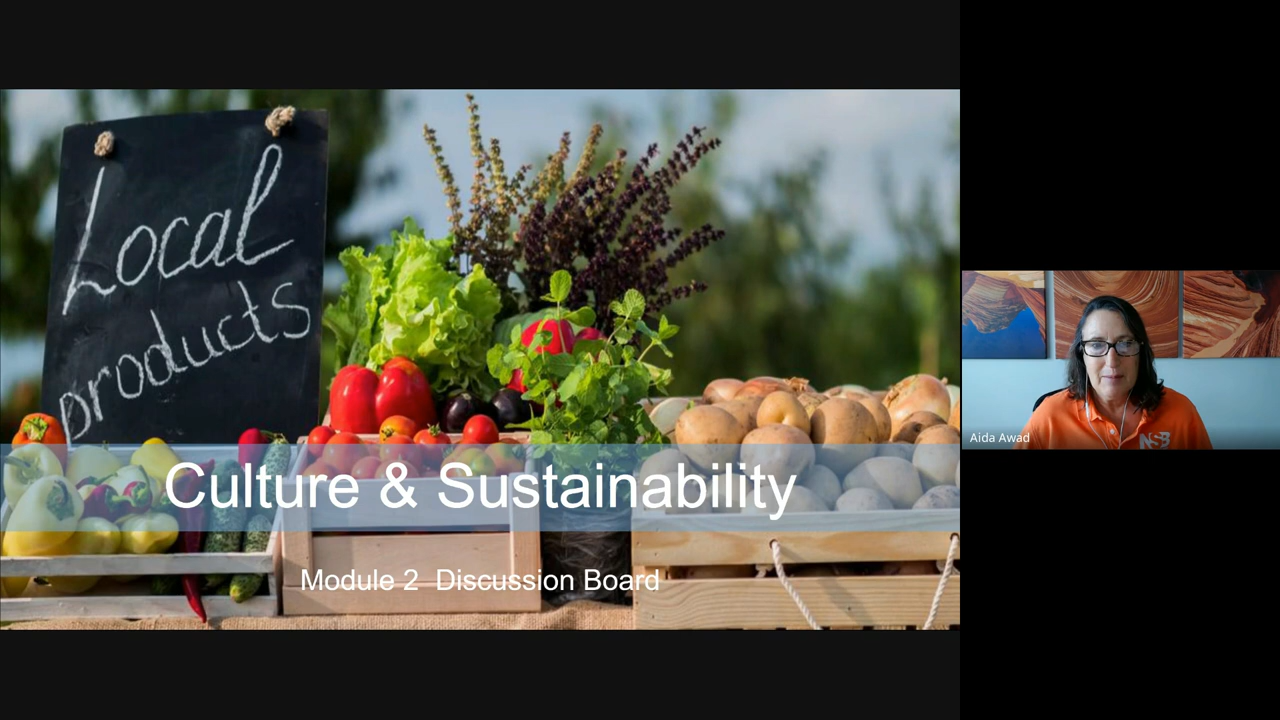 Local
products
Culture & Sustainability
Module 2 Discussion Board
Aida Awad
NSB